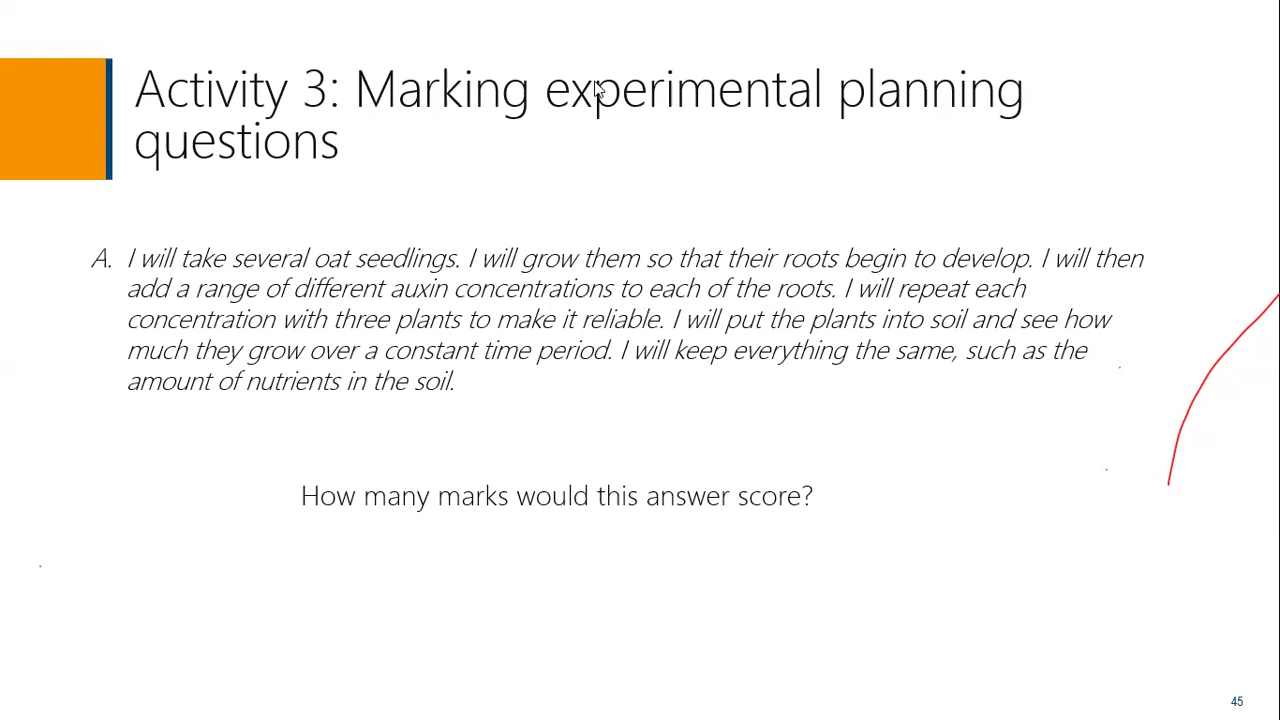 Activity 3: Marking experimental planning
questions
A. I will take several oat seedlings. I will grow them so that their roots begin to develop. I will then
add a range of different auxin concentrations to each of the roots. I will repeat each
concentration with three plants to make it reliable. I will put the plants into soil and see how
much they grow over a constant time period. I will keep everything the same, such as the
amount of nutrients in the soil.
How many marks would this answer score?
45